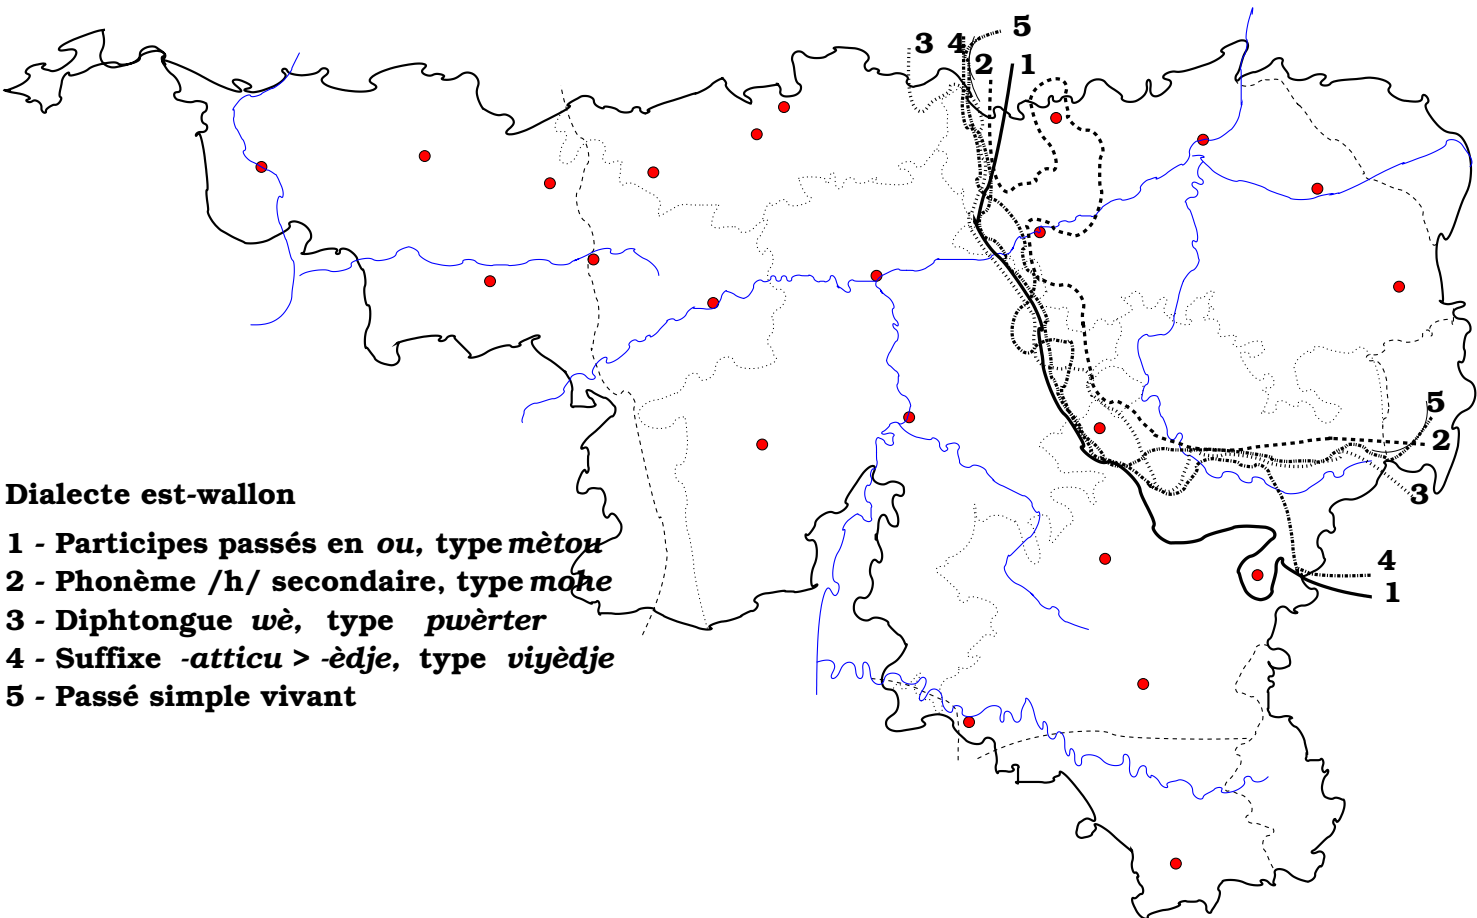 5
3 4
2 1
5
2
3
4
1
Dialecte est-wallon
1 - Participes passés en ou, type mètou
2 - Phonème /h/ secondaire, type mohe
3 - Diphtongue wè, type pwèrter
4 - Suffixe -atticu > -èdje, type viyèdje
5 - Passé simple vivant